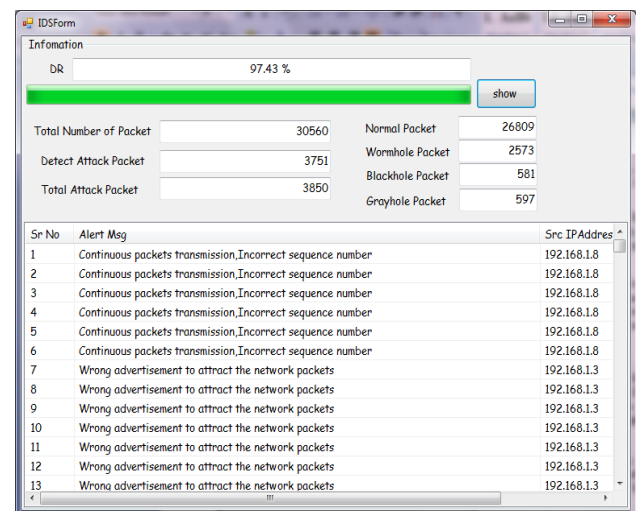 IDSForm
Infomation
DR 97.43 %
show
Total Number of Packet 30560 Normal Packet 26809
Detect Attack Packet 3751 Wormhole Packet 2573
Total Attack Packet 3850 Blackhole Packet 581
Grayhole Packet 597
Sr No Alert Msg Src IPAddres
1 Continuous packets transmission,Incorrect sequence number 192.168.1.8
2 Continuous packets transmission,Incorrect sequence number 192.168.1.8
3 Continuous packets transmission,Incorrect sequence number 192.168.1.8
4 Continuous packets transmission,Incorrect sequence number 192.168.1.8
5 Continuous packets transmission,Incorrect sequence number 192.168.1.8
6 Continuous packets transmission,Incorrect sequence number 192.168.1.8
7 Wrong advertisement to attract the network packets 192.168.1.3
8 Wrong advertisement to attract the network packets 192.168.1.3
9 Wrong advertisement to attract the network packets 192.168.1.3
10 Wrong advertisement to attract the network packets 192.168.1.3
11 Wrong advertisement to attract the network packets 192.168.1.3
12 Wrong advertisement to attract the network packets 192.168.1.3
13 Wrong advertisement to attract the network packets 192.168.1.3